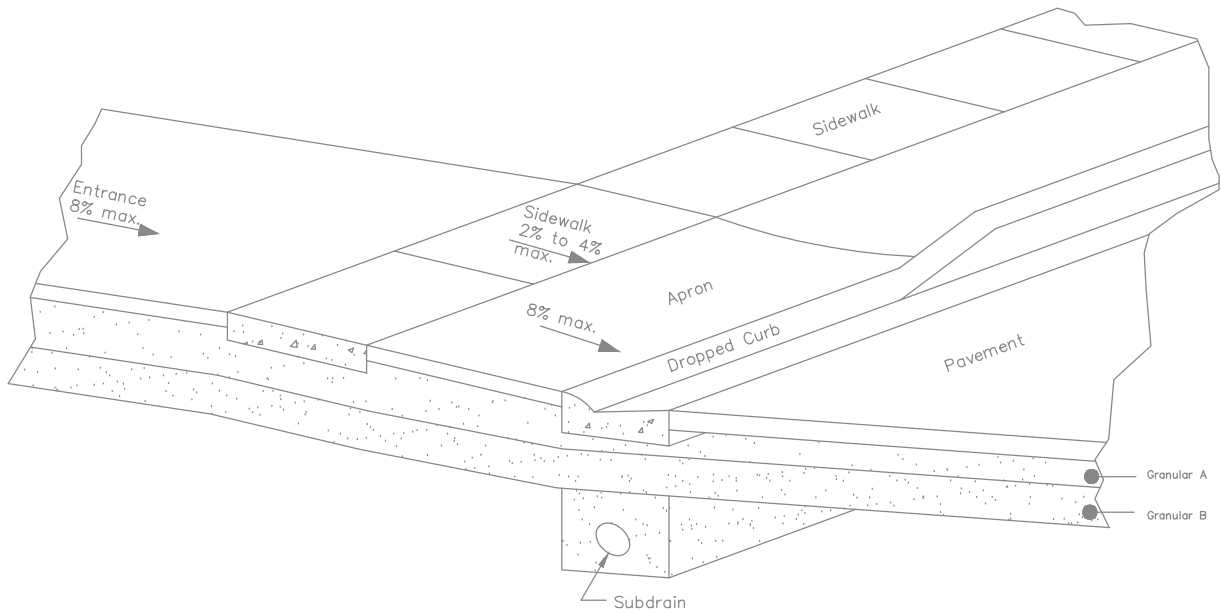 Sidewalk
Entrance
8% max.
Sidewalk
2% to 4%
max.
Apron
8% max.
Dropped Curb
Pavement
Granular A
Granular B
Subdrain